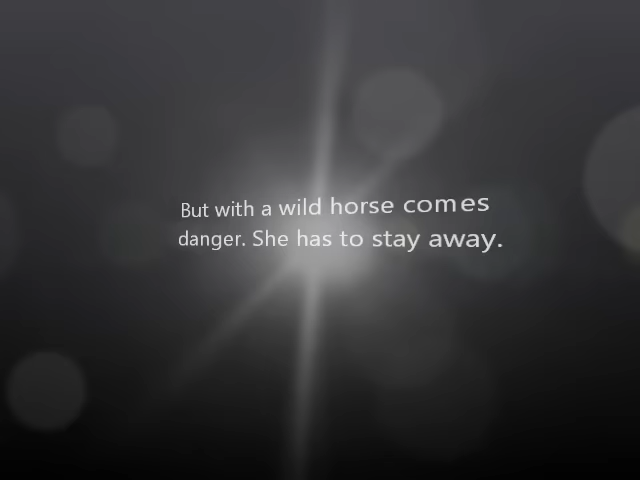 But with a wild horse comes
danger. She has to stay away.